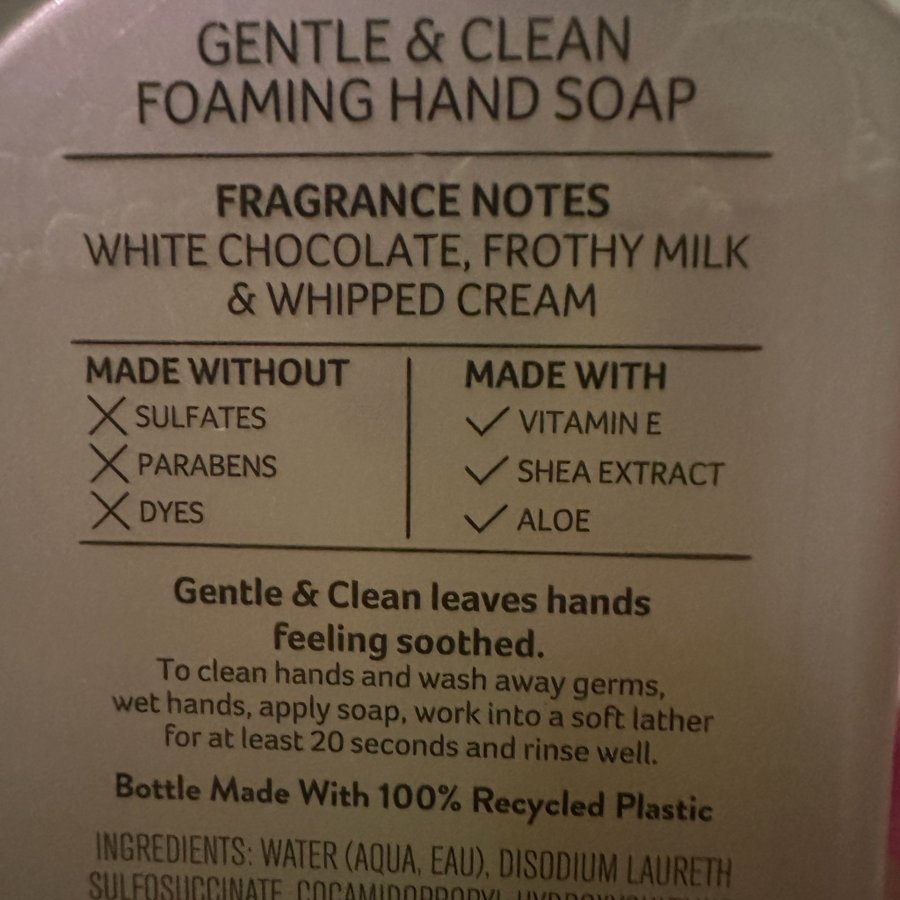 GENTLE & CLEAN
FOAMING HAND SOAP
FRAGRANCE NOTES
WHITE CHOCOLATE, FROTHY MILK
& WHIPPED CREAM
MADE WITHOUT
SULFATES
PARABENS
DYES
MADE WITH
VITAMIN E
SHEA EXTRACT
ALOE
Gentle & Clean leaves hands
feeling soothed.
To clean hands and wash away germs,
wet hands, apply soap, work into a soft lather
for at least 20 seconds and rinse well.
Bottle Made With 100% Recycled Plastic
INGREDIENTS: WATER (AQUA, EAU), DISODIUM LAURETH
SULFOSUCCINATE, COCAMIDOPROPYL